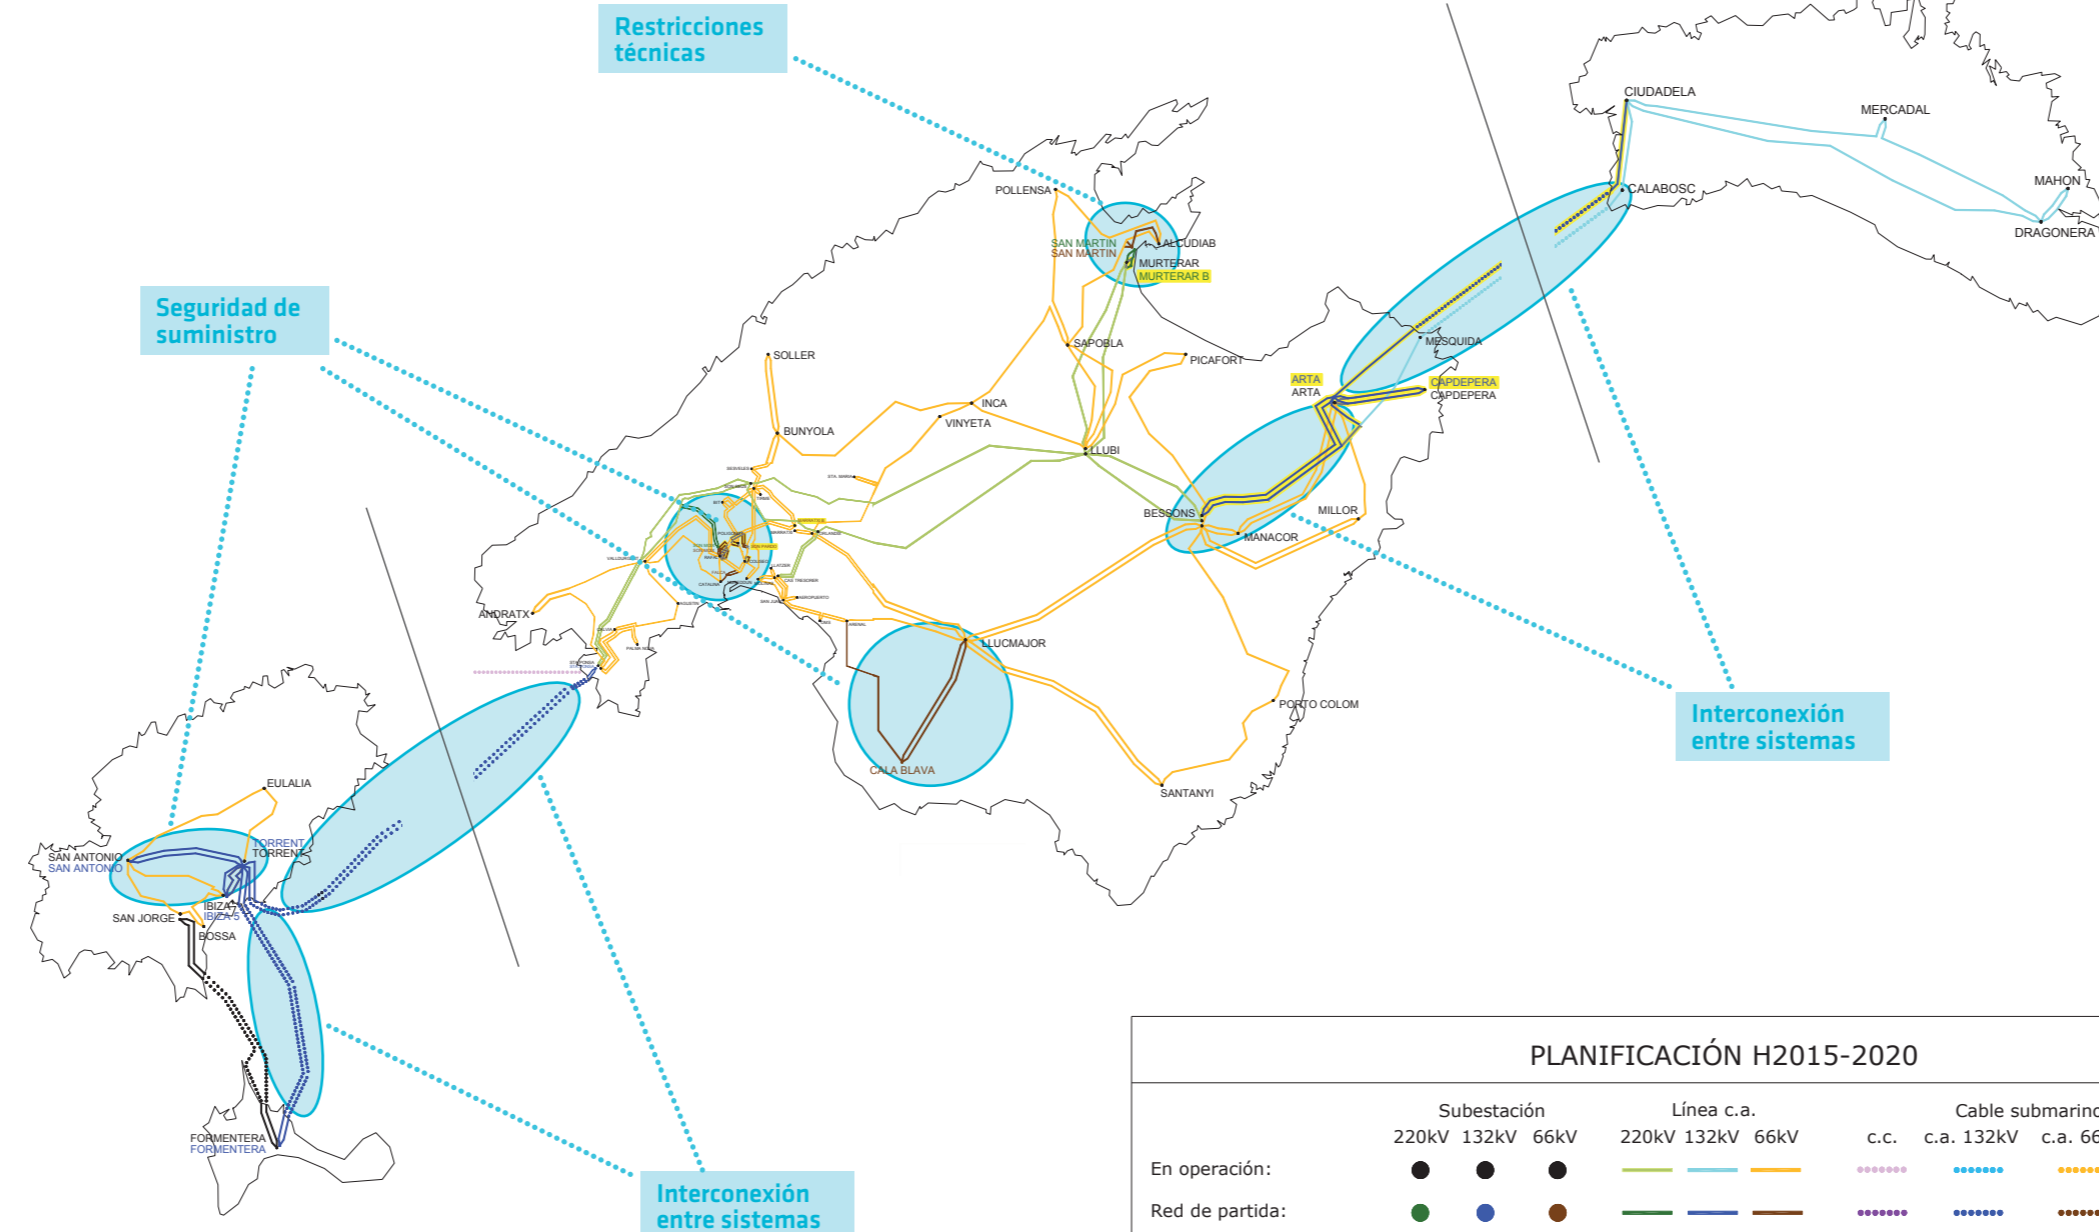 Restricciones
técnicas
CIUDADELA
MERCADAL
MAHON
CALABOSC
DRAGONERA
POLLENSA
SAN MARTIN
SAN MARTIN
ALCUDIAB
MURTERAR
MURTERAR B
Seguridad de
suministro
SOLLER
SAPOBLA
PICAFORT
MESQUIDA
ARTA
ARTA
CAPDEPERA
CAPDEPERA
INCA
VINYETA
BUNYOLA
LLUBI
BESSONS
MILLOR
MANACOR
ANDRATX
LLUCMAJOR
CALA BLAVA
PORTO COLOM
SANTANYI
Interconexión
entre sistemas
EULALIA
TORRENT
TORRENT
SAN ANTONIO
SAN ANTONIO
IBIZA
IBIZA 5
SAN JORGE
BOSSA
FORMENTERA
FORMENTERA
Interconexión
entre sistemas
PLANIFICACIÓN H2015-2020
Subestación Línea c.a. Cable submarino
220kV 132kV 66kV 220kV 132kV 66kV c.c. c.a. 132kV c.a. 66
En operación:
Red de partida: